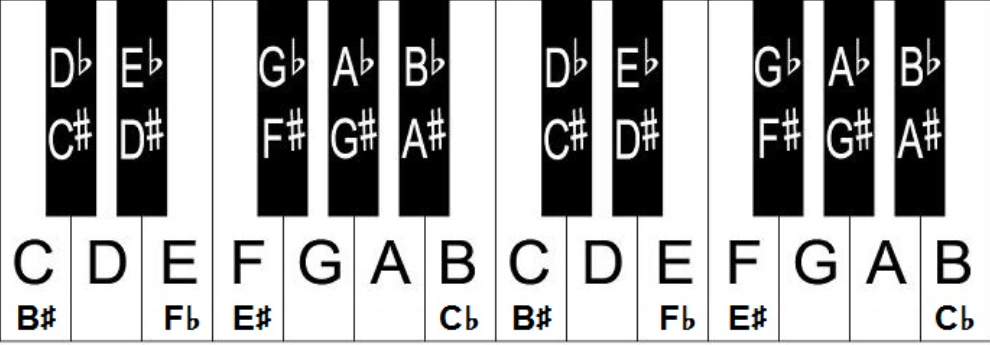 D♭ E♭ G♭ A♭ B♭ D♭ E♭ G♭ A♭ B♭
C♯ D♯ F♯ G♯ A♯ C♯ D♯ F♯ G♯ A♯
C D E F G A B C D E F G A B
B♯ F♭ E♯ C♭ B♯ F♭ E♯ C♭